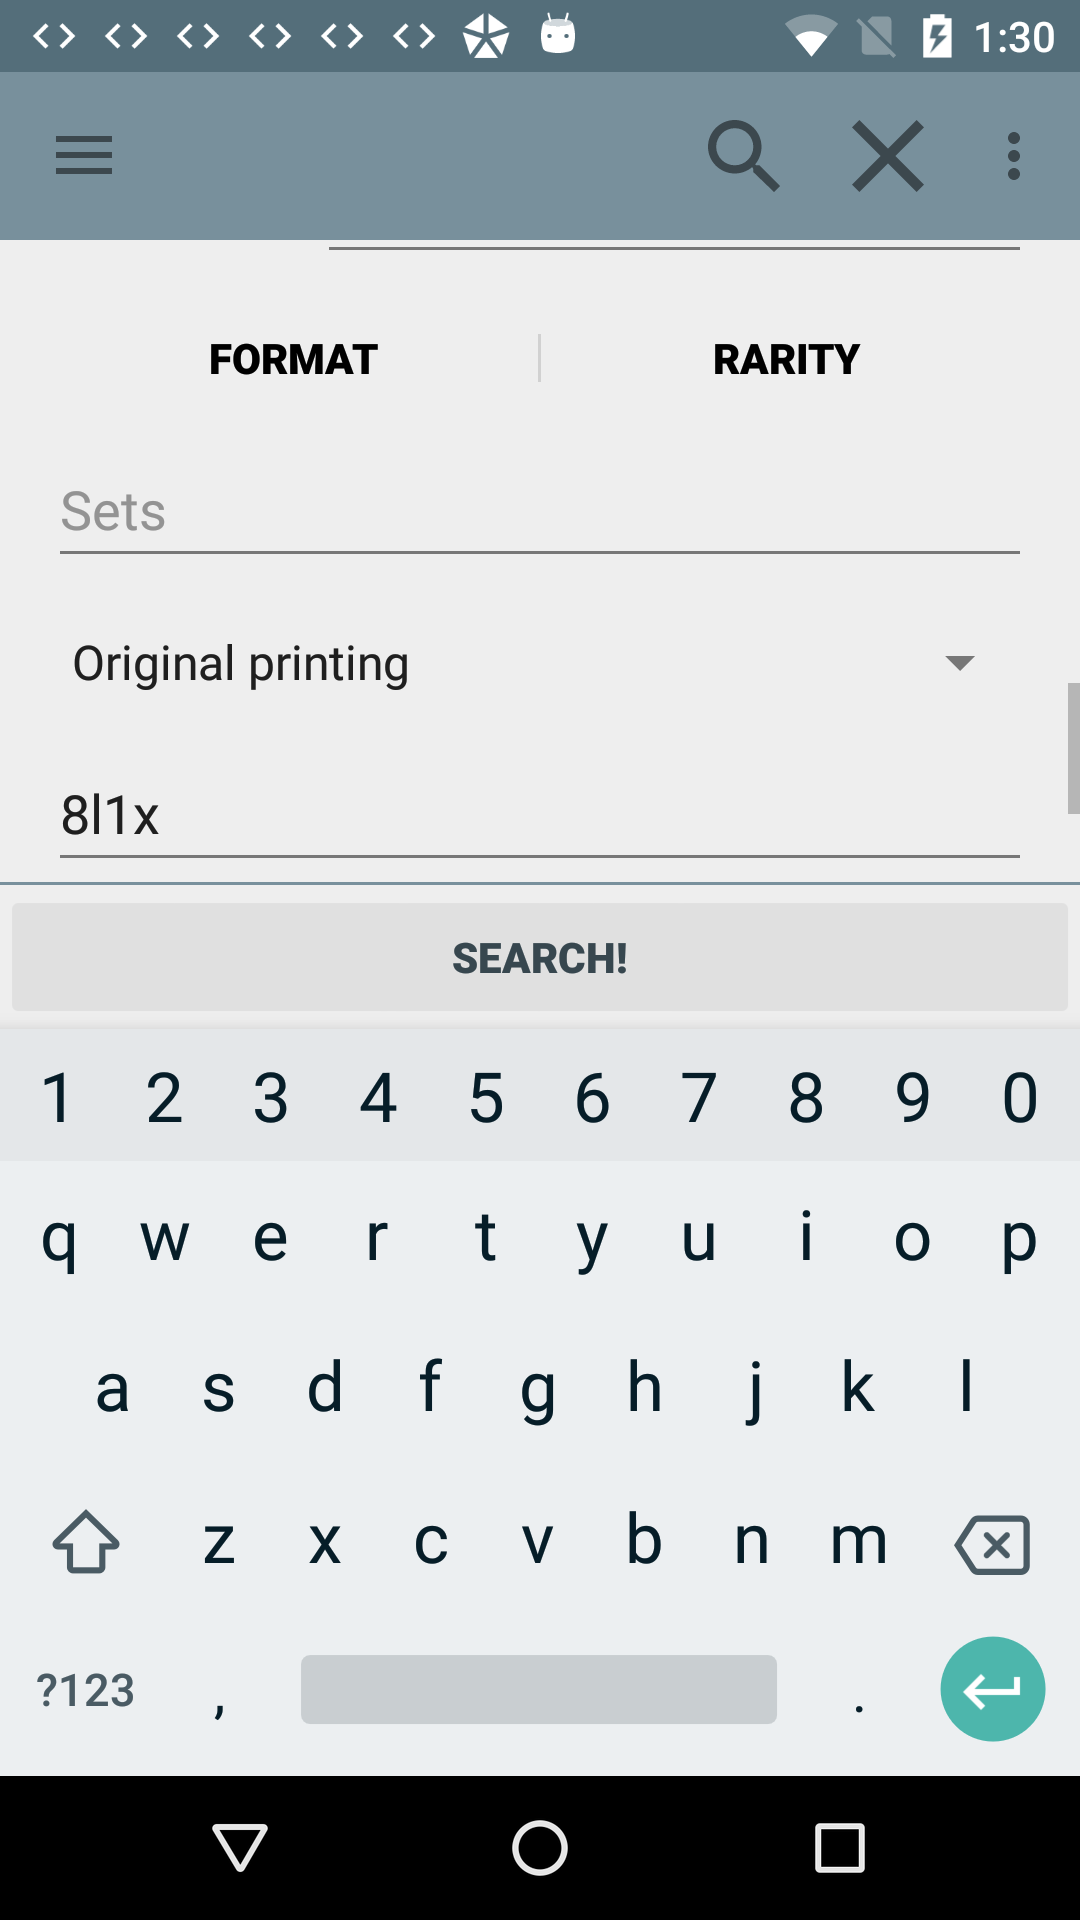 1:30
FORMAT RARITY
Sets
Original printing
8l1x
SEARCH!
1 2 3 4 5 6 7 8 9 0
q w e r t y u i o p
a s d f g h j k l
z x c v b n m
?123 , .